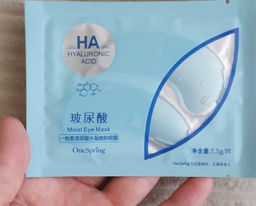 HA
HYALURONIC
ACID
玻尿酸
Moist Eye Mask
OneSpring
净含量:7.5g/对